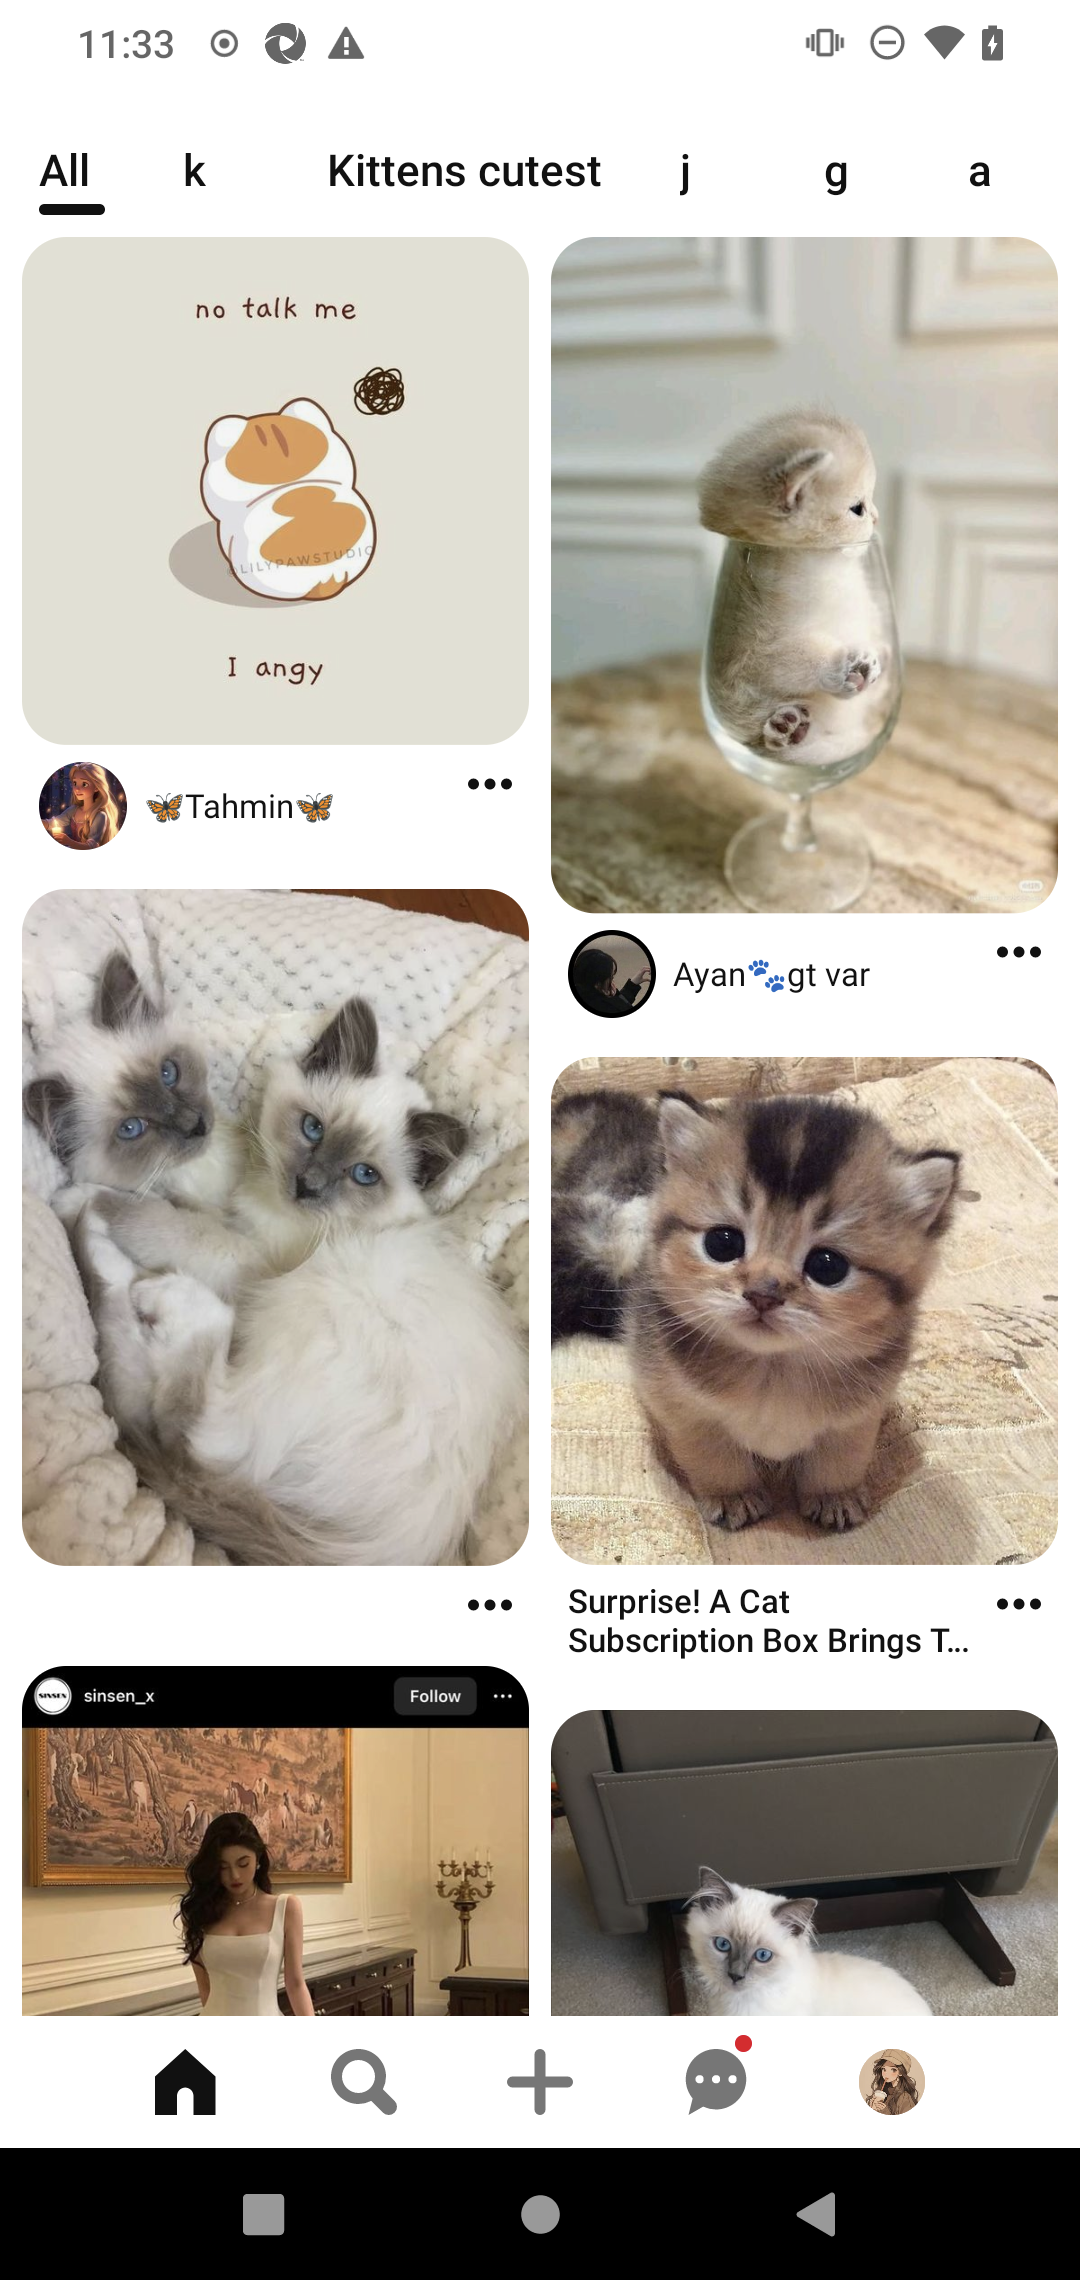 11:33
All
k
Kittens cutest
j
g
a
no talk me
©LILYPAWSTUDIO
I angy
🦋Tahmin🦋
Ayan🐾gt var
Surprise! A Cat
Subscription Box Brings T...
SINSEN
sinsen_x
Follow